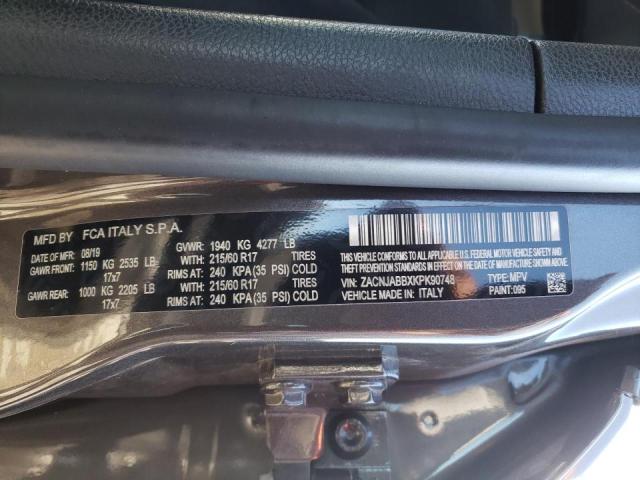 MFD BY FCA ITALY S.P.A.
DATE OF MFR: 08/19 GVWR: 1940 KG 4277 LB
GAWR FRONT: 1150 KG 2535 LB WITH: 215/60 R17 TIRES
17x7 RIMS AT: 240 KPA (35 PSI) COLD
GAWR REAR: 1000 KG 2205 LB WITH: 215/60 R17 TIRES
17x7 RIMS AT: 240 KPA (35 PSI) COLD
THIS VEHICLE CONFORMS TO ALL APPLICABLE U.S.A. FEDERAL
MOTOR VEHICLE SAFETY, BUMPER, AND THEFT PREVENTION
STANDARDS IN EFFECT ON THE DATE OF MANUFACTURE SHOWN ABOVE.
VIN: ZACNJABBXKPK90748 TYPE: MPV
VEHICLE MADE IN: ITALY PAINT: 095